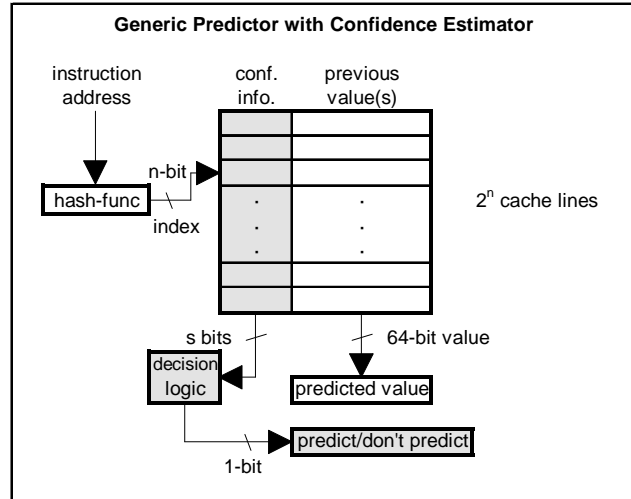 Generic Predictor with Confidence Estimator
instruction
address
conf.
info.
previous
value(s)
n-bit
hash-func
index
2^n cache lines
. .
. .
. .
s bits
64-bit value
decision
logic
predicted value
predict/don't predict
1-bit